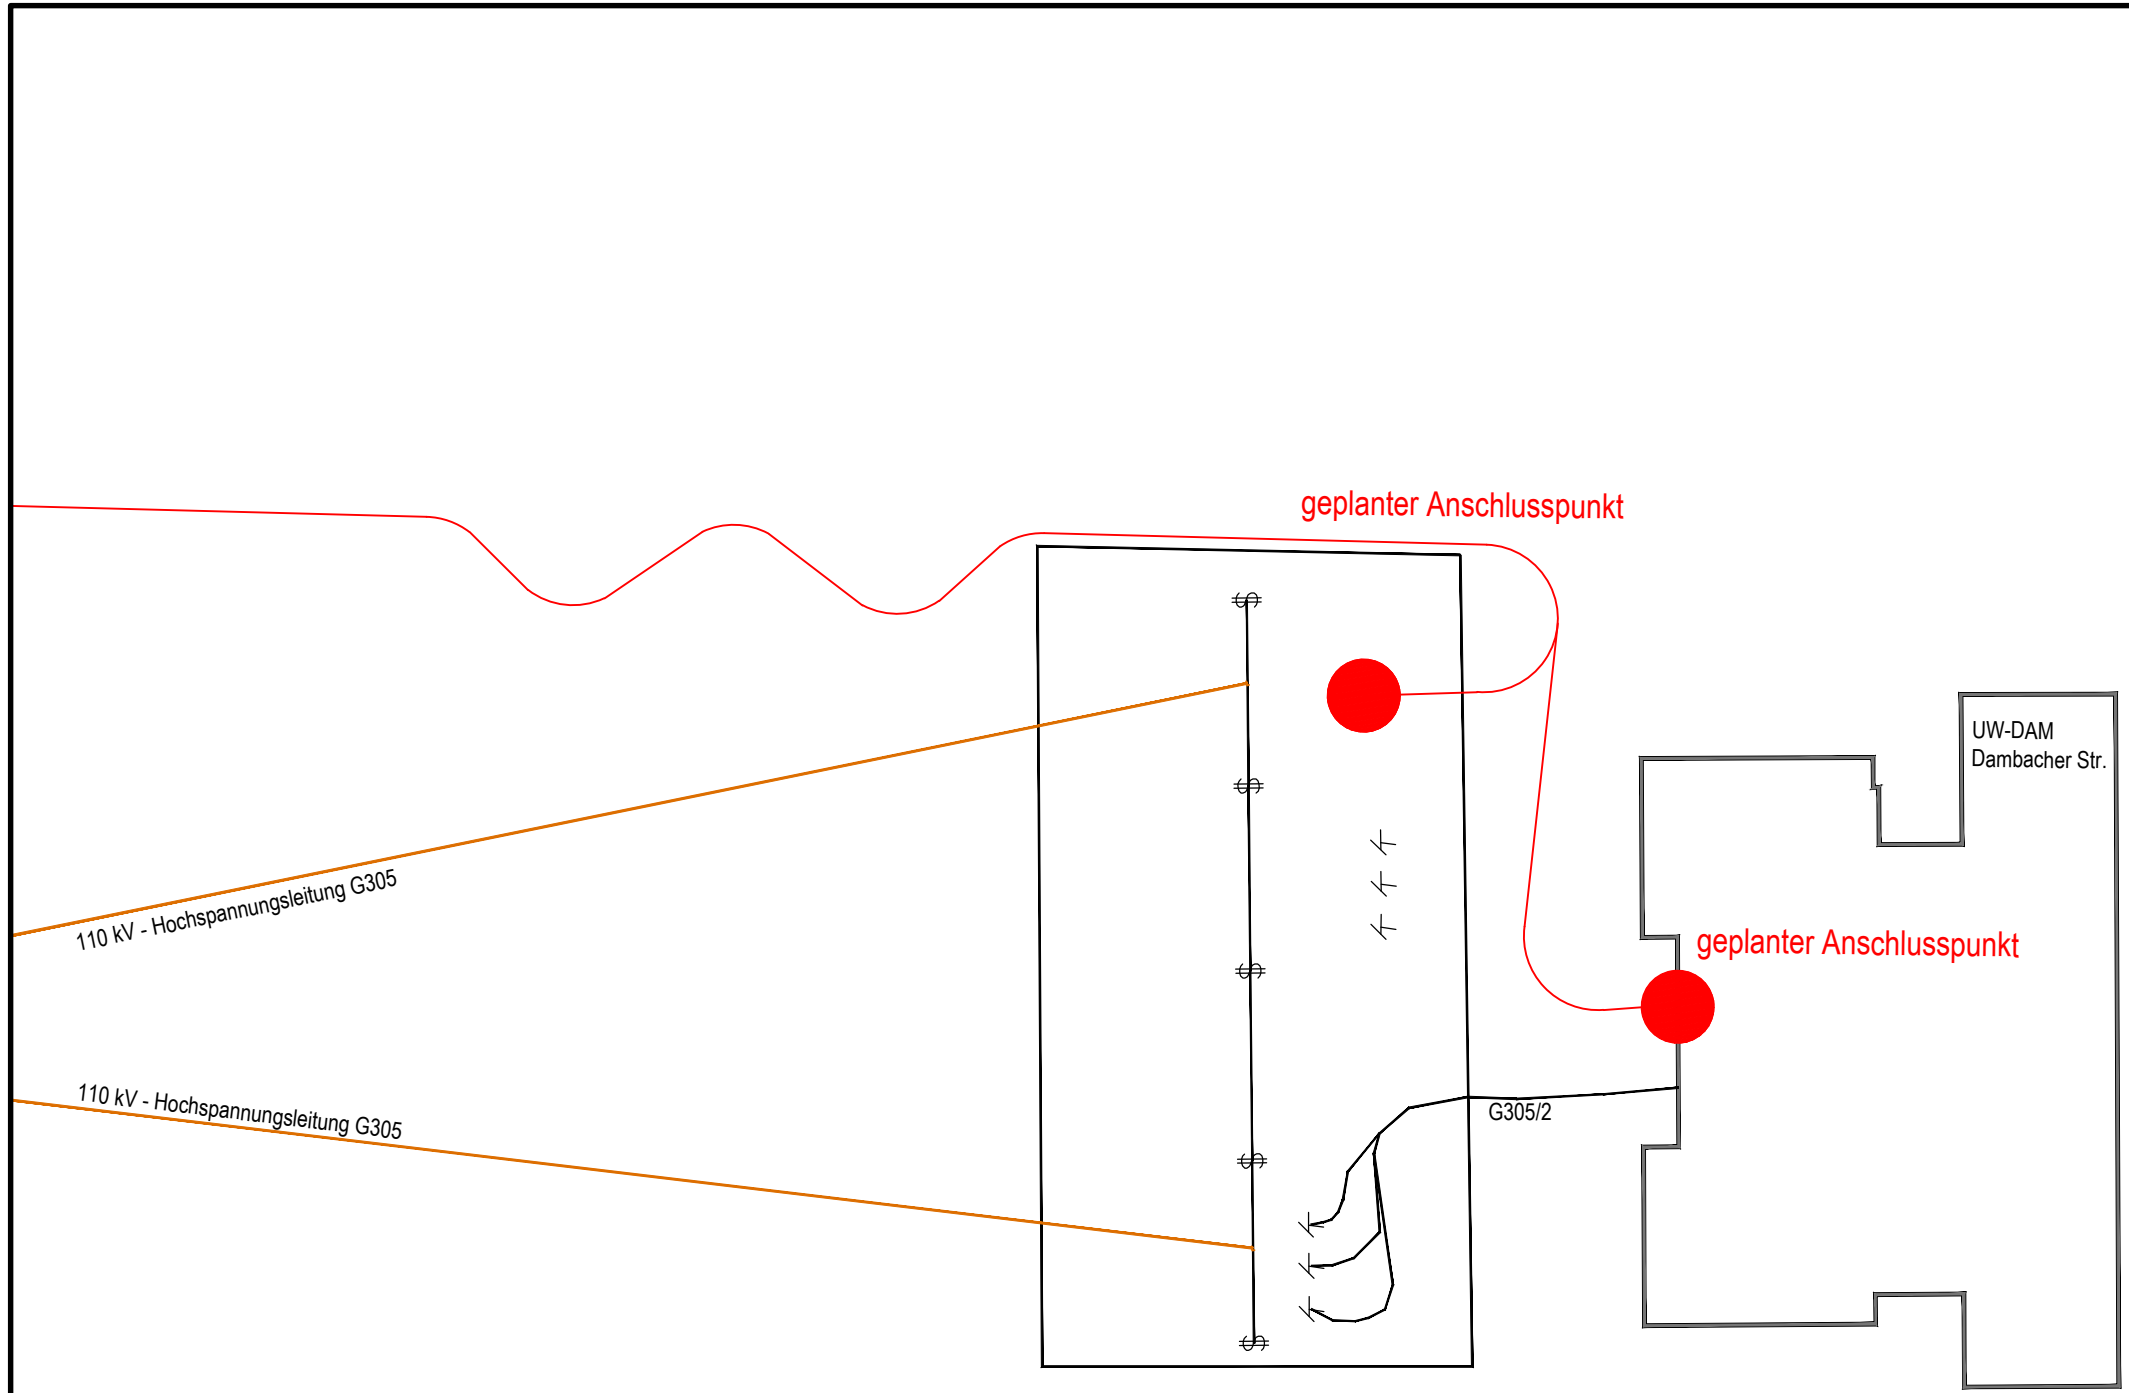 geplanter Anschlusspunkt
UW-DAM
Dambacher Str.
110 kV - Hochspannungsleitung G305
geplanter Anschlusspunkt
110 kV - Hochspannungsleitung G305
G305/2